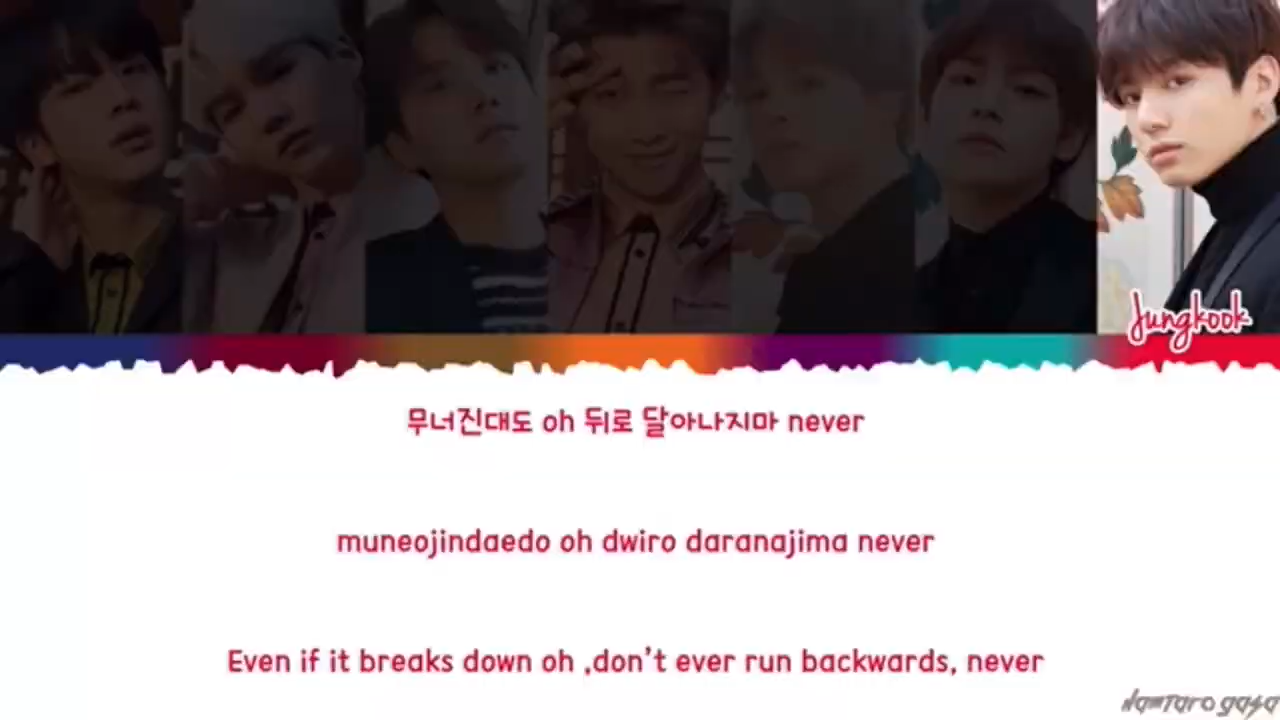 Jungkook
무너진대도 oh 뒤로 달아나지마 never
muneojindaedo oh dwiro daranajima never
Even if it breaks down oh ,don't ever run backwards, never